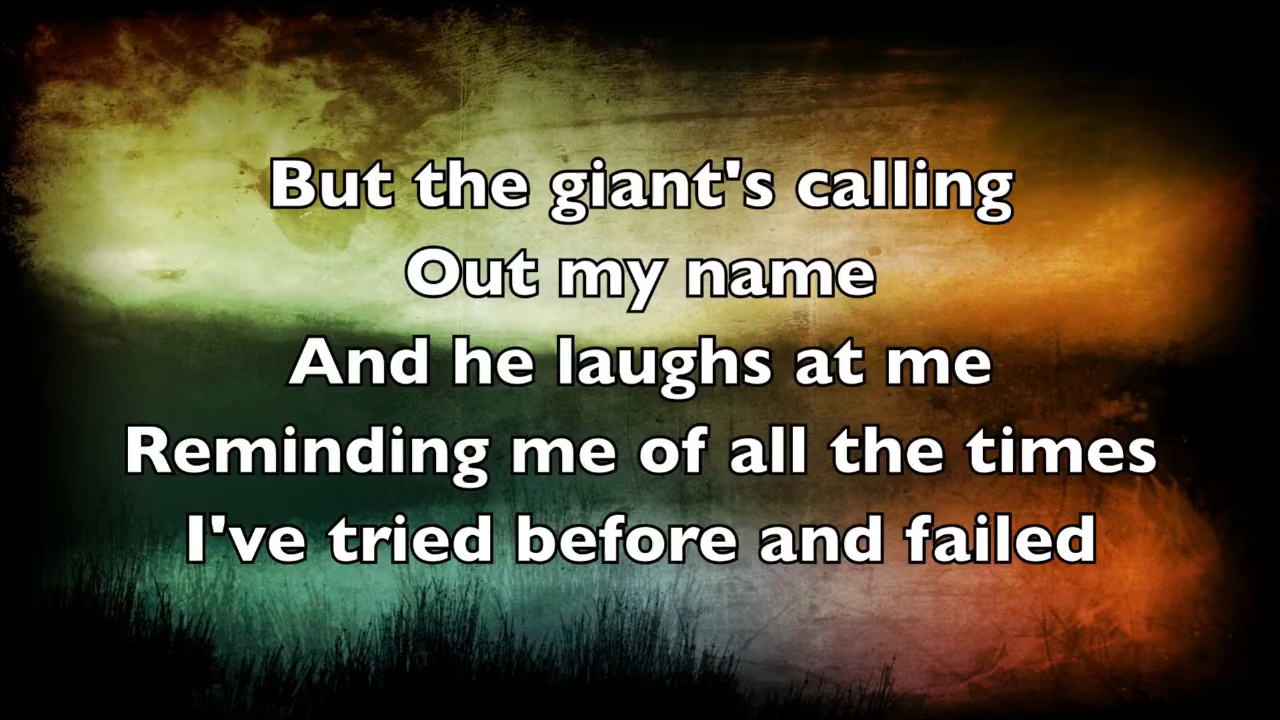 But the giant's calling
Out my name
And he laughs at me
Reminding me of all the times
I've tried before and failed